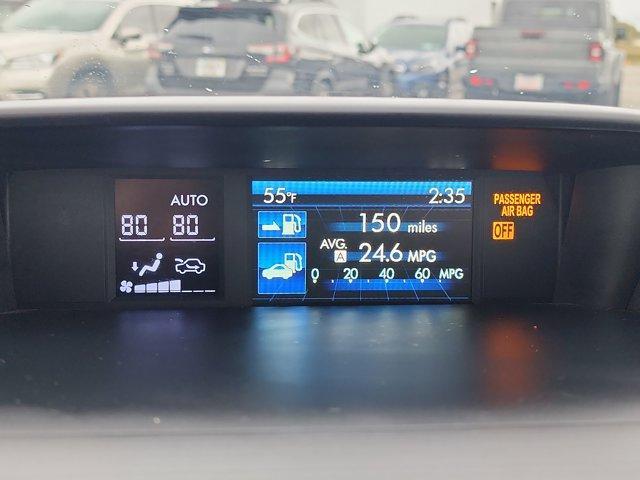 AUTO
80 80
55°F 2:35
150 miles
AVG. A 24.6 MPG
0 20 40 60 MPG
PASSENGER
AIR BAG
OFF